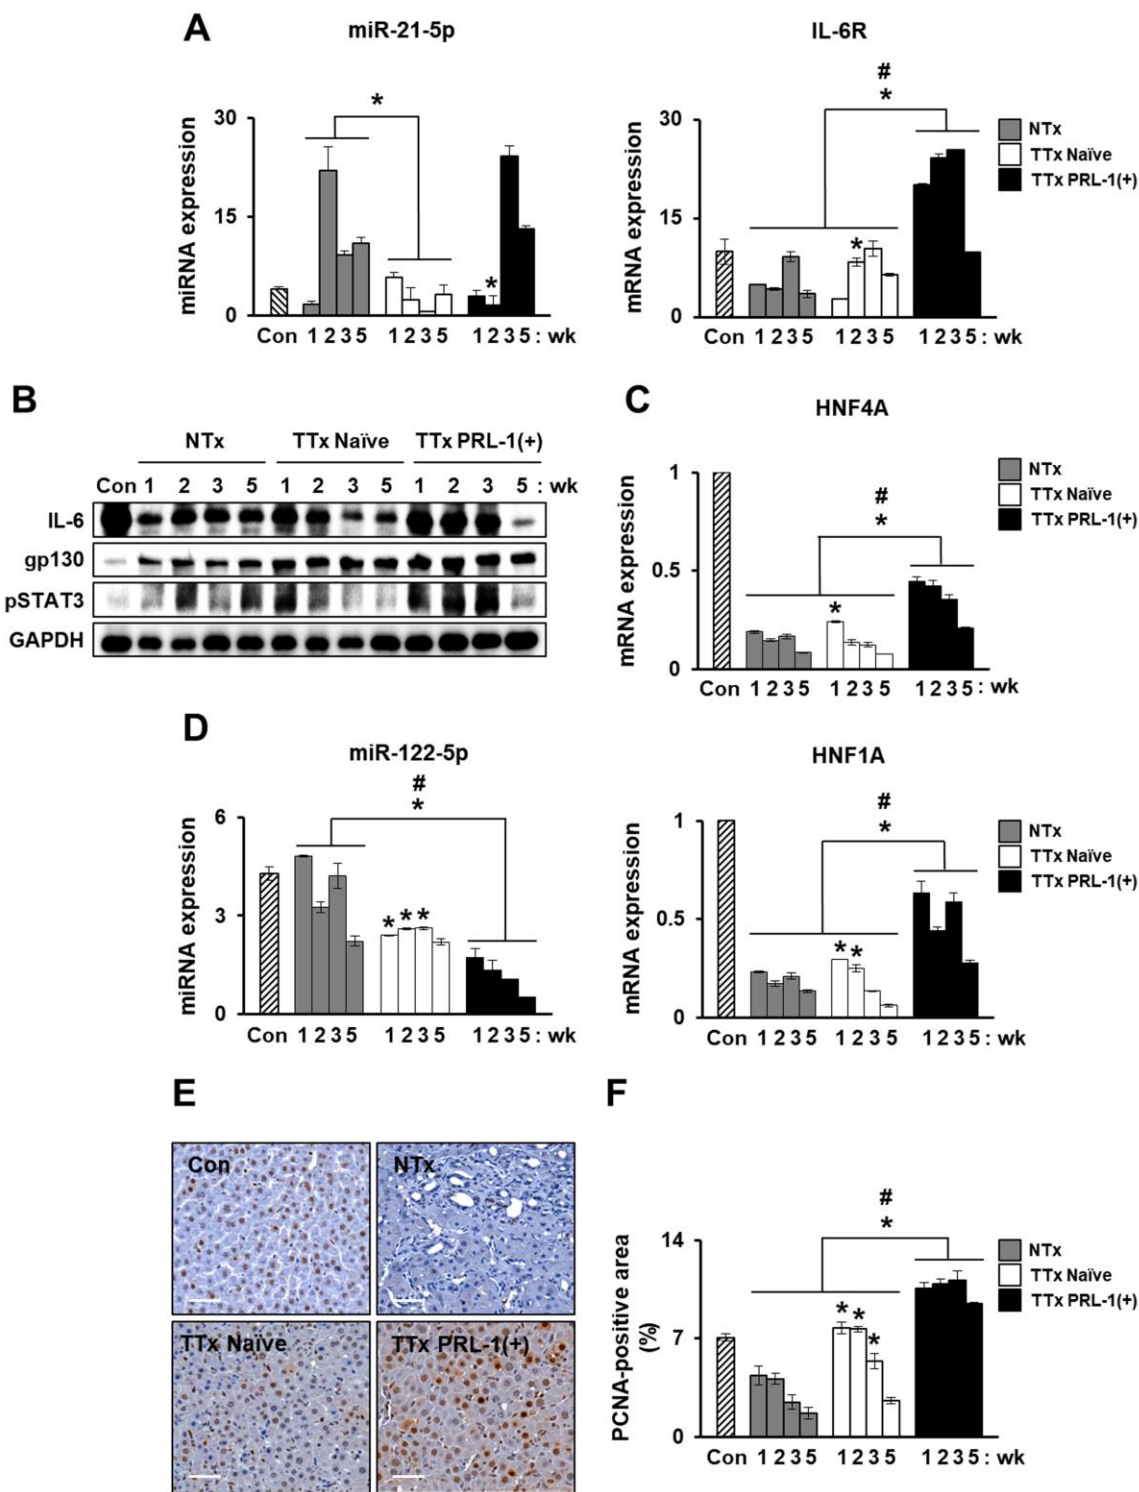 A
miR-21-5p
*
miRNA expression
30
15
0
*
Con 1 2 3 5 1 2 3 5 1 2 3 5 : wk
IL-6R
#
*
mRNA expression
30
15
0
*
Con 1 2 3 5 1 2 3 5 1 2 3 5 : wk
NTx
TTx Naïve
TTx PRL-1(+)
B
NTx TTx Naïve TTx PRL-1(+)
Con 1 2 3 5 1 2 3 5 1 2 3 5 : wk
IL-6
gp130
pSTAT3
GAPDH
C
HNF4A
#
*
mRNA expression
1
0.5
0
*
Con 1 2 3 5 1 2 3 5 1 2 3 5 : wk
NTx
TTx Naïve
TTx PRL-1(+)
D
miR-122-5p
#
*
miRNA expression
6
3
0
* * *
Con 1 2 3 5 1 2 3 5 1 2 3 5 : wk
HNF1A
#
*
mRNA expression
1
0.5
0
* *
Con 1 2 3 5 1 2 3 5 1 2 3 5 : wk
NTx
TTx Naïve
TTx PRL-1(+)
E
Con
NTx
TTx Naïve
TTx PRL-1(+)
F
#
*
PCNA-positive area
(%)
14
7
0
* * *
Con 1 2 3 5 1 2 3 5 1 2 3 5 : wk
NTx
TTx Naïve
TTx PRL-1(+)